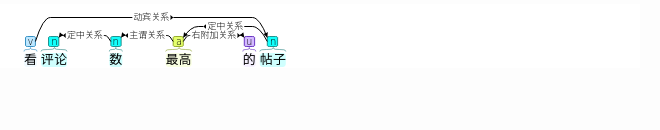 动宾关系
定中关系
定中关系 主谓关系 右附加关系
v n n a u n
看 评论 数 最高 的 帖子